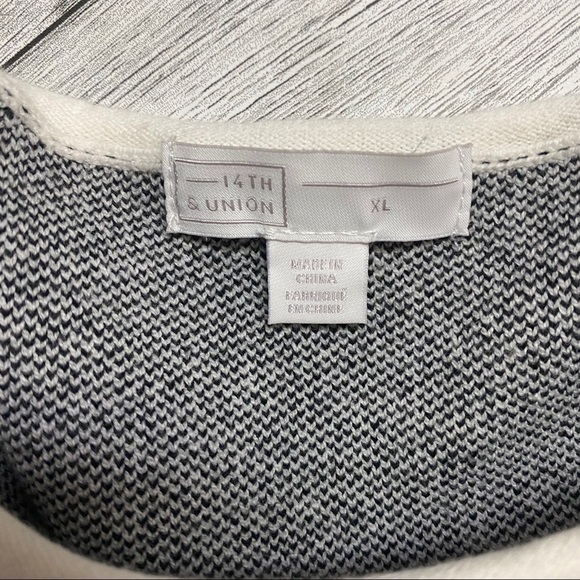 14TH
& UNION
XL
MADE IN
CHINA
FABRIQUÉ
EN CHINE